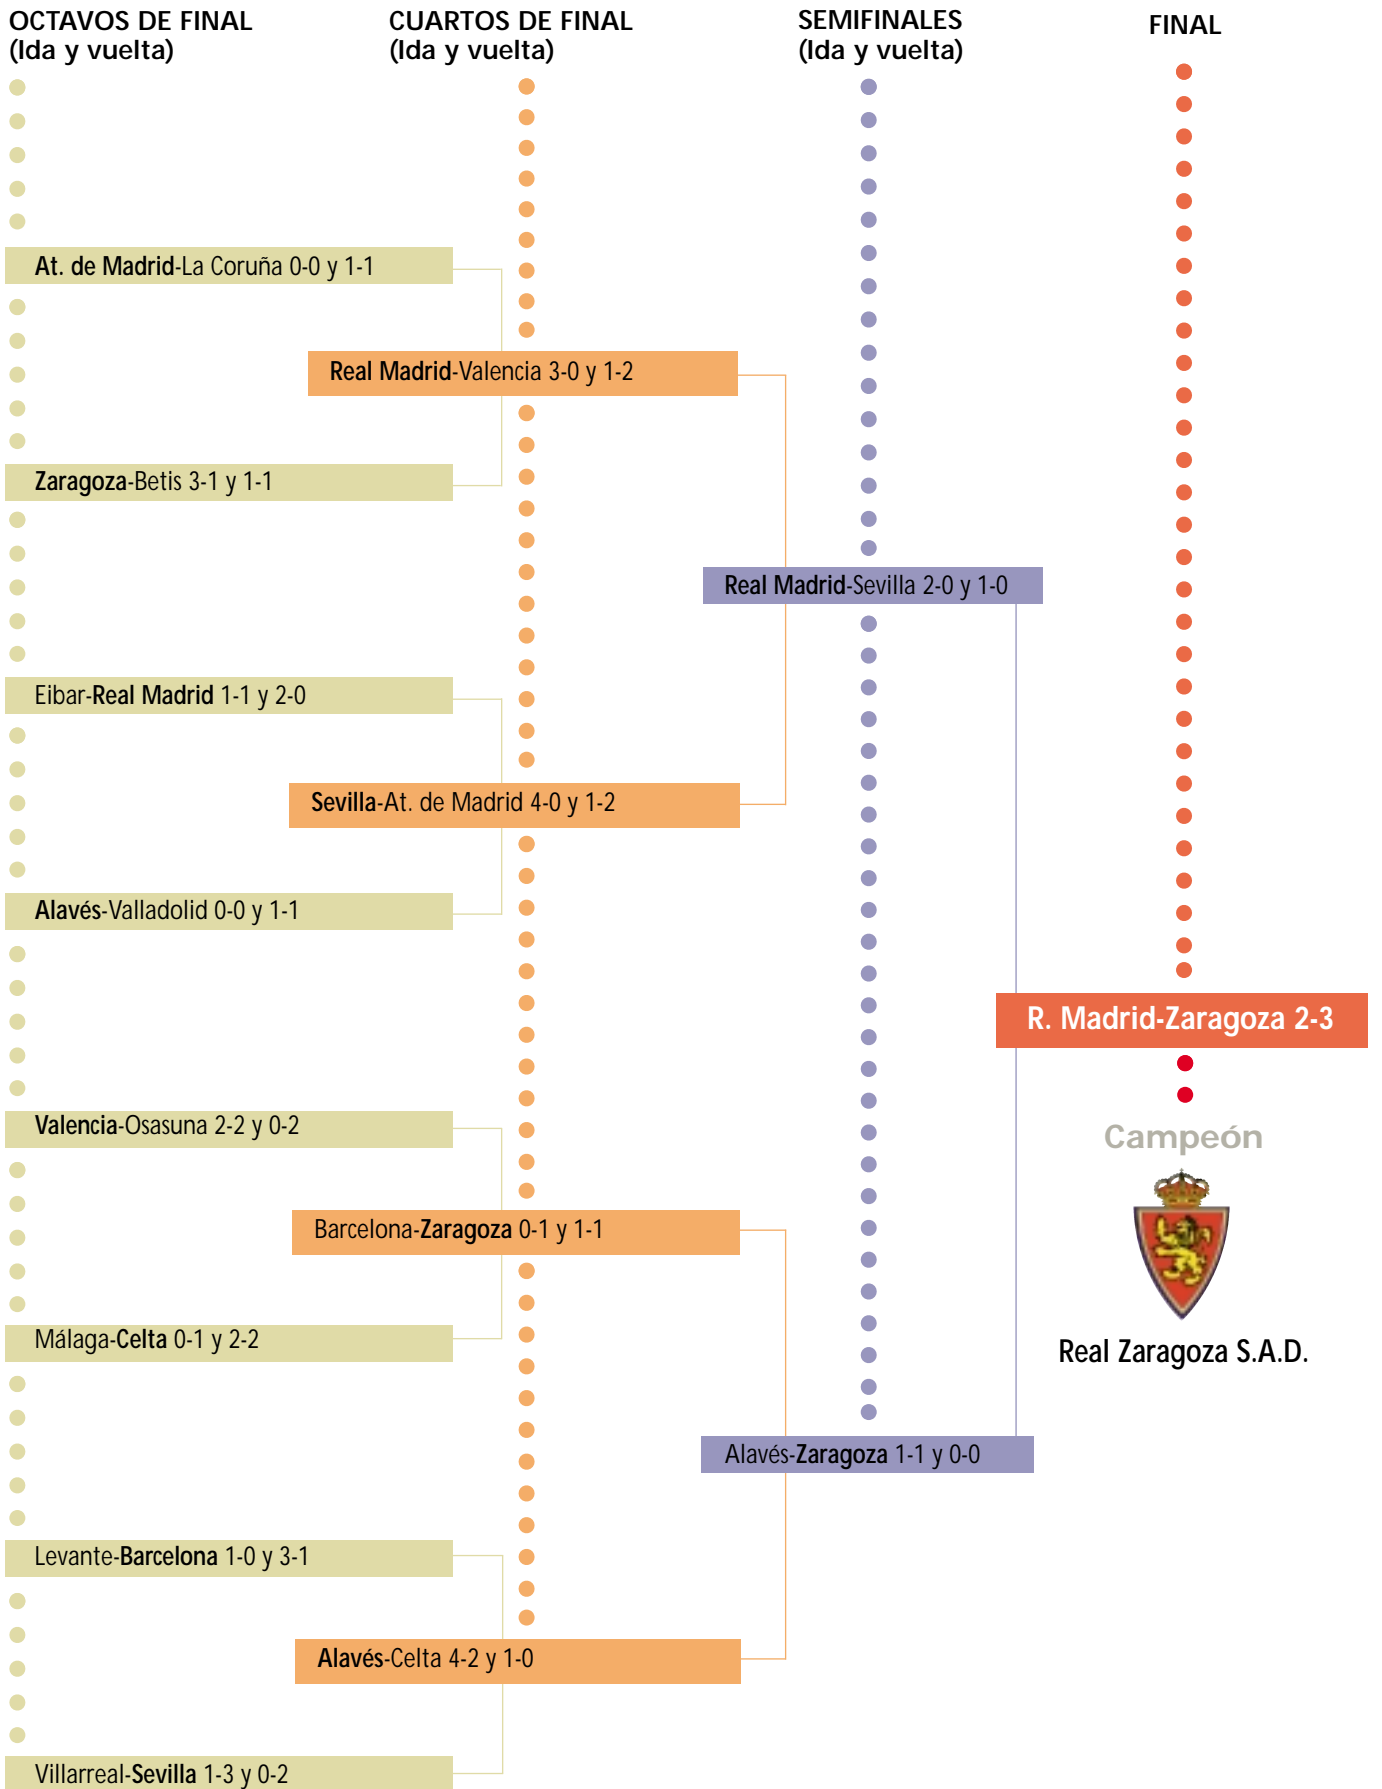 OCTAVOS DE FINAL
(Ida y vuelta)
CUARTOS DE FINAL
(Ida y vuelta)
SEMIFINALES
(Ida y vuelta)
FINAL
At. de Madrid-La Coruña 0-0 y 1-1
Zaragoza-Betis 3-1 y 1-1
Eibar-Real Madrid 1-1 y 2-0
Alavés-Valladolid 0-0 y 1-1
Valencia-Osasuna 2-2 y 0-2
Málaga-Celta 0-1 y 2-2
Levante-Barcelona 1-0 y 3-1
Villarreal-Sevilla 1-3 y 0-2
Real Madrid-Valencia 3-0 y 1-2
Sevilla-At. de Madrid 4-0 y 1-2
Barcelona-Zaragoza 0-1 y 1-1
Alavés-Celta 4-2 y 1-0
Real Madrid-Sevilla 2-0 y 1-0
Alavés-Zaragoza 1-1 y 0-0
R. Madrid-Zaragoza 2-3
Campeón
Real Zaragoza S.A.D.